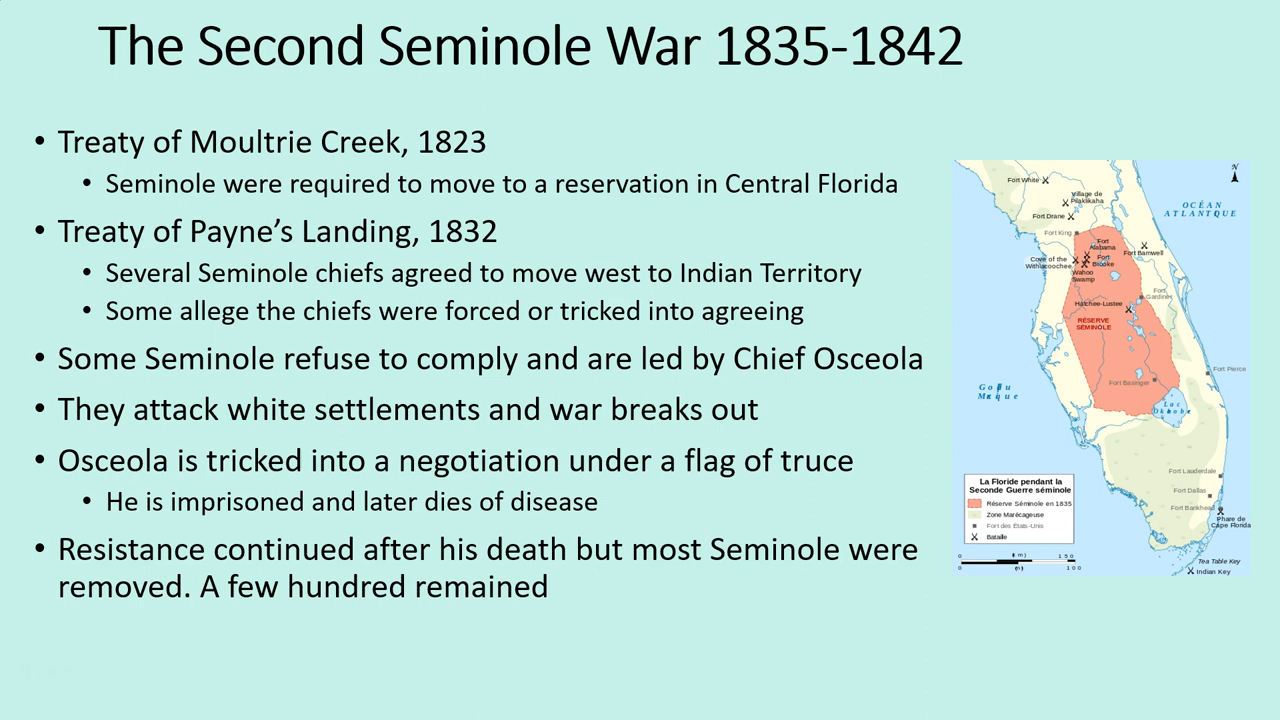 The Second Seminole War 1835-1842
• Treaty of Moultrie Creek, 1823
• Seminole were required to move to a reservation in Central Florida
• Treaty of Payne’s Landing, 1832
• Several Seminole chiefs agreed to move west to Indian Territory
• Some allege the chiefs were forced or tricked into agreeing
• Some Seminole refuse to comply and are led by Chief Osceola
• They attack white settlements and war breaks out
• Osceola is tricked into a negotiation under a flag of truce
• He is imprisoned and later dies of disease
• Resistance continued after his death but most Seminole were
removed. A few hundred remained
N
Fort White
Village de
Pilaklikaha
OCÉAN
ATLANTIQUE
Fort Drane
Fort King
Fort
Alabama
Fort Barnwell
Cove of the
Withlacoochee
Fort
Brooke
Wahoo
Swamp
Fort
Gardiner
Hatchee-Lustee
RÉSERVE
SÉMINOLE
Fort Pierce
Fort Basinger
Lac
Fort Lauderdale
Fort Dallas
Fort Bankhead
Phare de
Cape Florida
Tea Table Key
Indian Key
La Floride pendant la
Seconde Guerre séminole
Réserve Séminole en 1835
Zone Marécageuse
Fort des États-Unis
Bataille
0 150
0 100